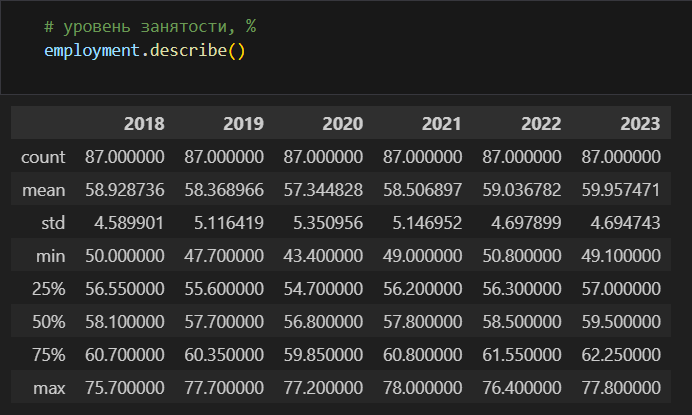 # уровень занятости, %
employment.describe()
2018 2019 2020 2021 2022 2023
count 87.000000 87.000000 87.000000 87.000000 87.000000 87.000000
mean 58.928736 58.368966 57.344828 58.506897 59.036782 59.957471
std 4.589901 5.116419 5.350956 5.146952 4.697899 4.694743
min 50.000000 47.700000 43.400000 49.000000 50.800000 49.100000
25% 56.550000 55.600000 54.700000 56.200000 56.300000 57.000000
50% 58.100000 57.700000 56.800000 57.800000 58.500000 59.500000
75% 60.700000 60.350000 59.850000 60.800000 61.550000 62.250000
max 75.700000 77.700000 77.200000 78.000000 76.400000 77.800000